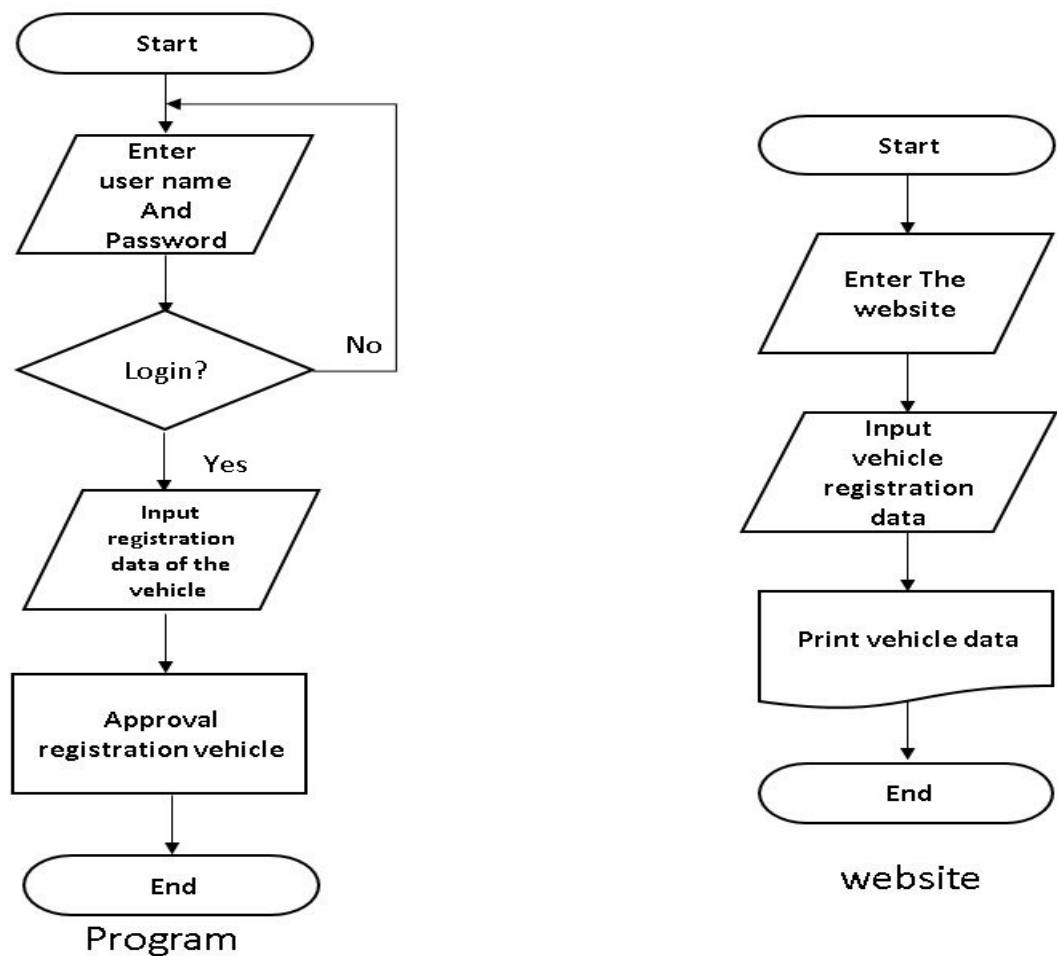 Start
Enter
user name
And
Password
Login?
No
Yes
Input
registration
data of the
vehicle
Approval
registration vehicle
End
Program
Start
Enter The
website
Input
vehicle
registration
data
Print vehicle data
End
website